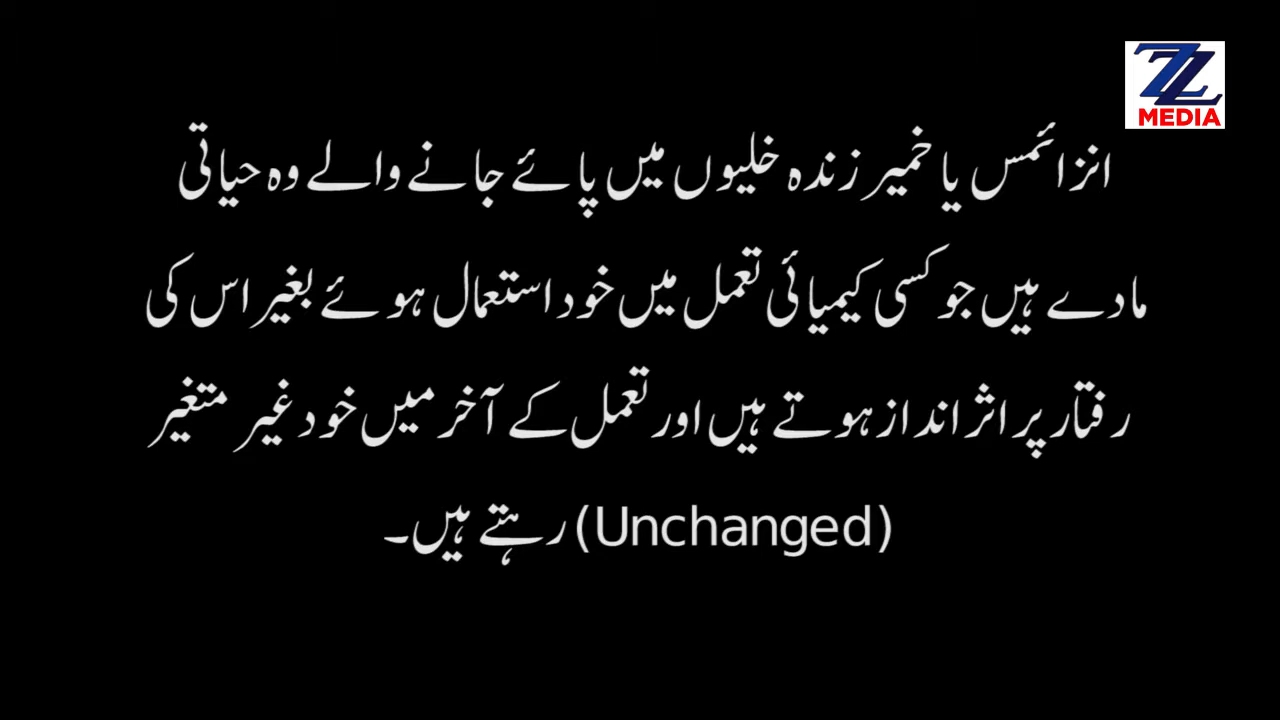 ZZ
MEDIA
انزائمس یا خمیر زندہ خلیوں میں پائے جانے والے وہ حیاتی
مادے ہیں جو کسی کیمیائی تعمل میں خود استعمال ہوئے بغیر اس کی
رفتار پر اثر انداز ہوتے ہیں اور تعمل کے آخر میں خود غیر متغیر
(Unchanged) رہتے ہیں۔